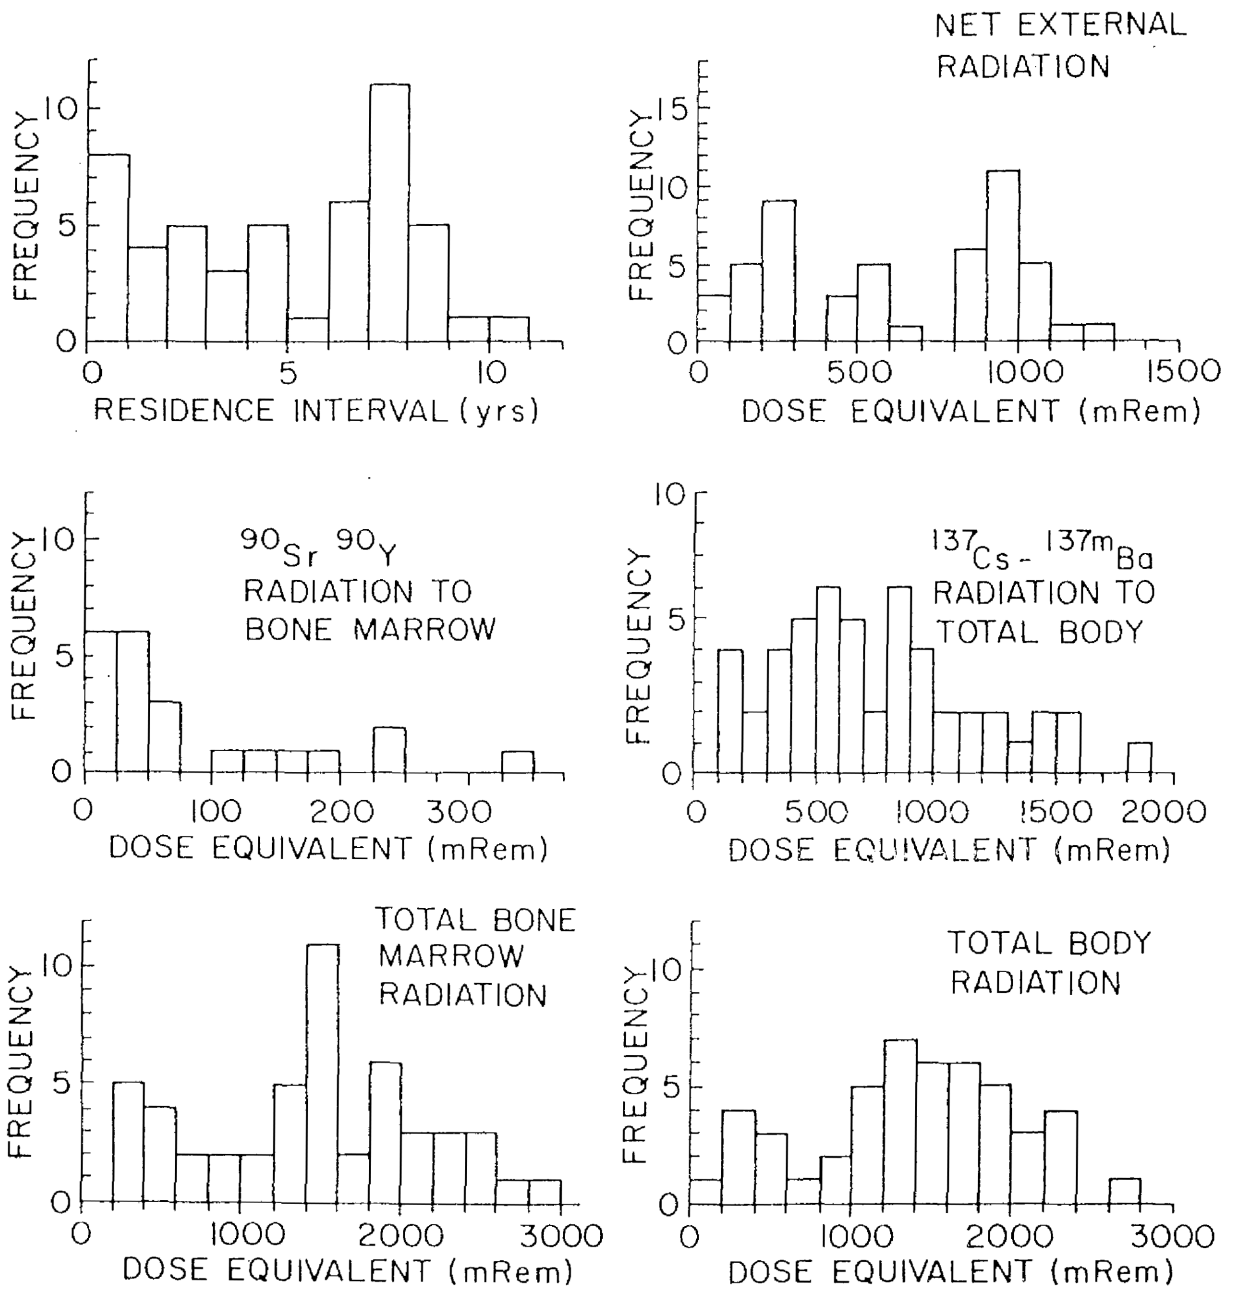 FREQUENCY
10
5
0
0 5 10
RESIDENCE INTERVAL (yrs)
NET EXTERNAL
RADIATION
FREQUENCY
15
10
5
0
0 500 1000 1500
DOSE EQUIVALENT (mRem)
FREQUENCY
10
5
0
90Sr 90Y
RADIATION TO
BONE MARROW
0 100 200 300
DOSE EQUIVALENT (mRem)
FREQUENCY
10
5
0
137Cs - 137mBa
RADIATION TO
TOTAL BODY
0 500 1000 1500 2000
DOSE EQUIVALENT (mRem)
FREQUENCY
10
5
0
TOTAL BONE
MARROW
RADIATION
0 1000 2000 3000
DOSE EQUIVALENT (mRem)
FREQUENCY
10
5
0
TOTAL BODY
RADIATION
0 1000 2000 3000
DOSE EQUIVALENT (mRem)